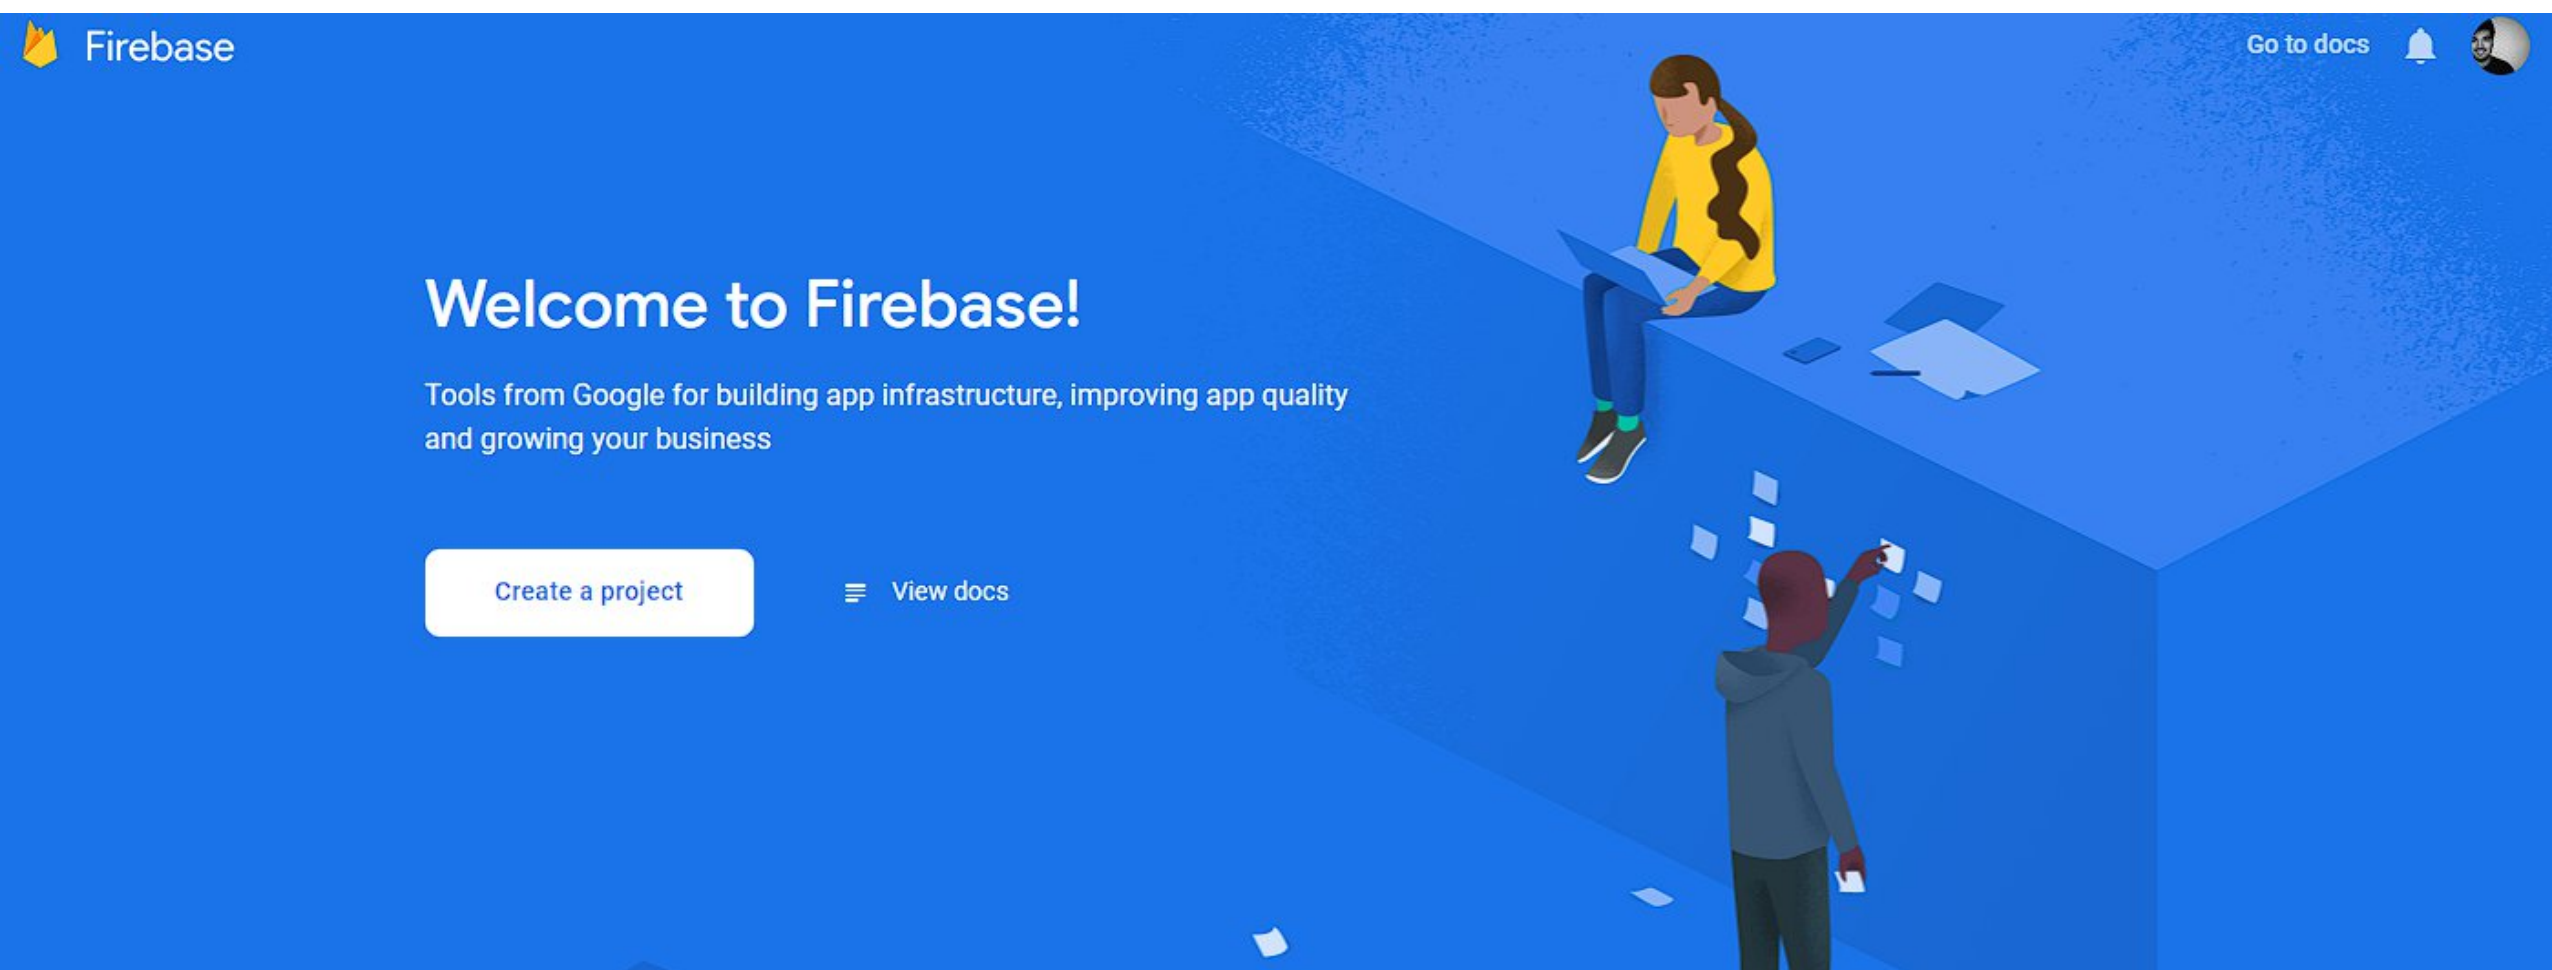 Firebase
Go to docs
Welcome to Firebase!
Tools from Google for building app infrastructure, improving app quality
and growing your business
Create a project
View docs